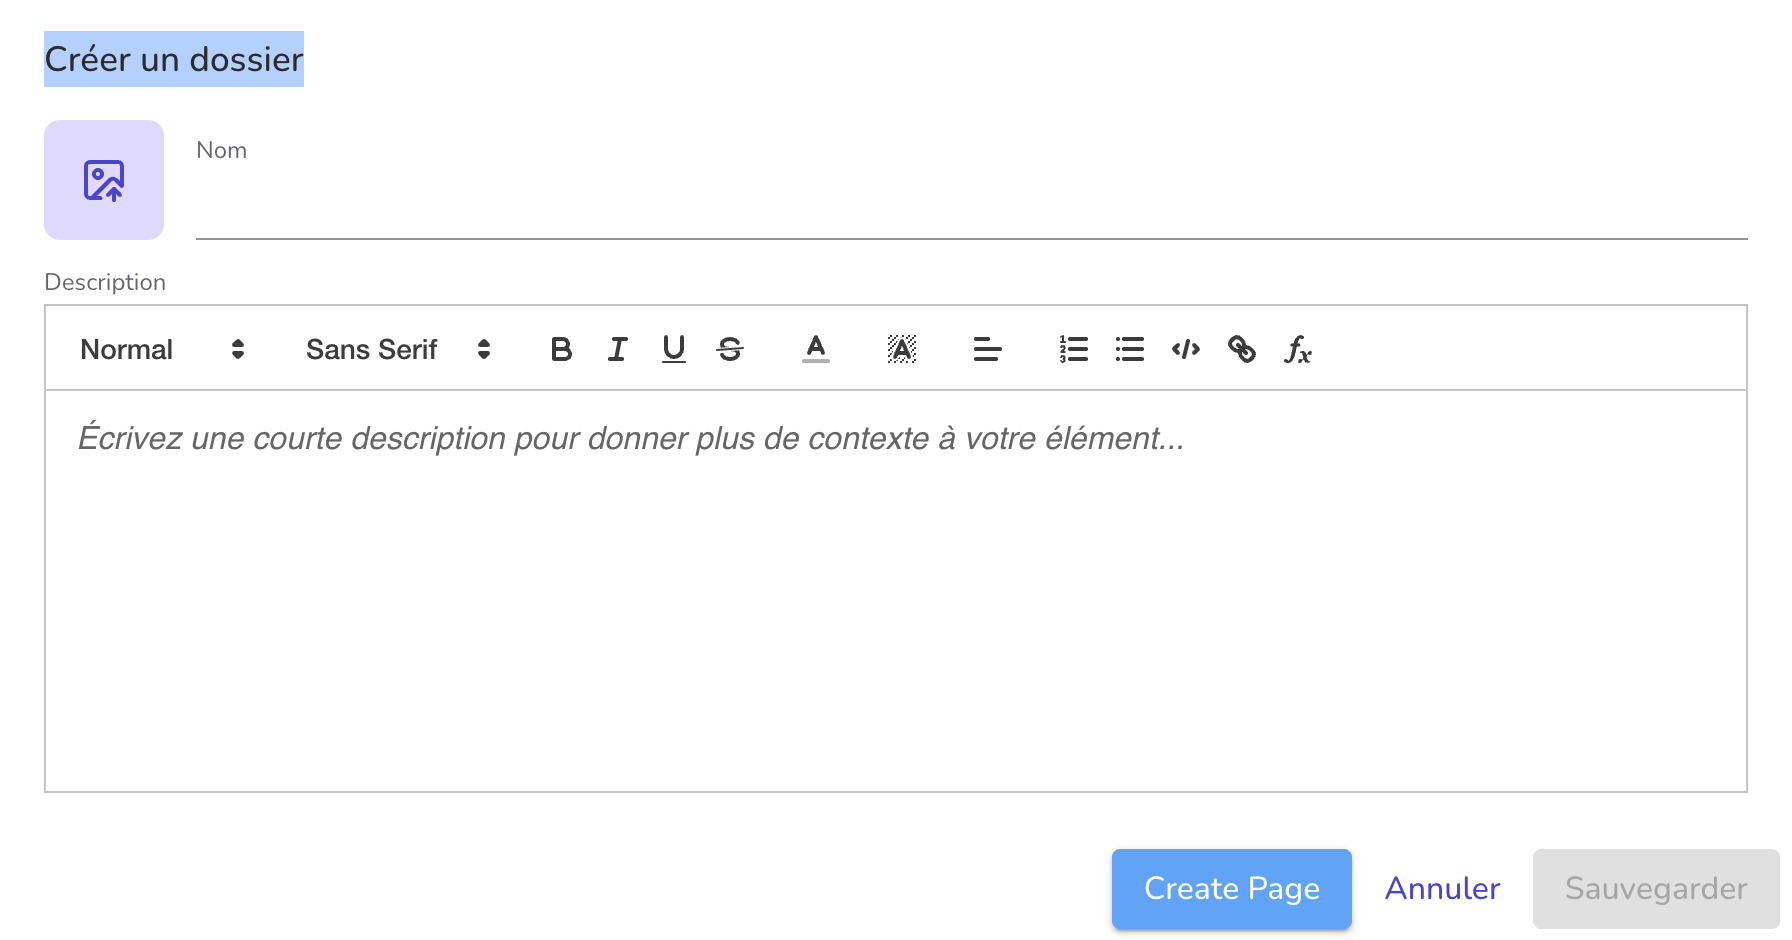 Créer un dossier
Nom
Description
Normal Sans Serif
Écrivez une courte description pour donner plus de contexte à votre élément...
Create Page Annuler Sauvegarder